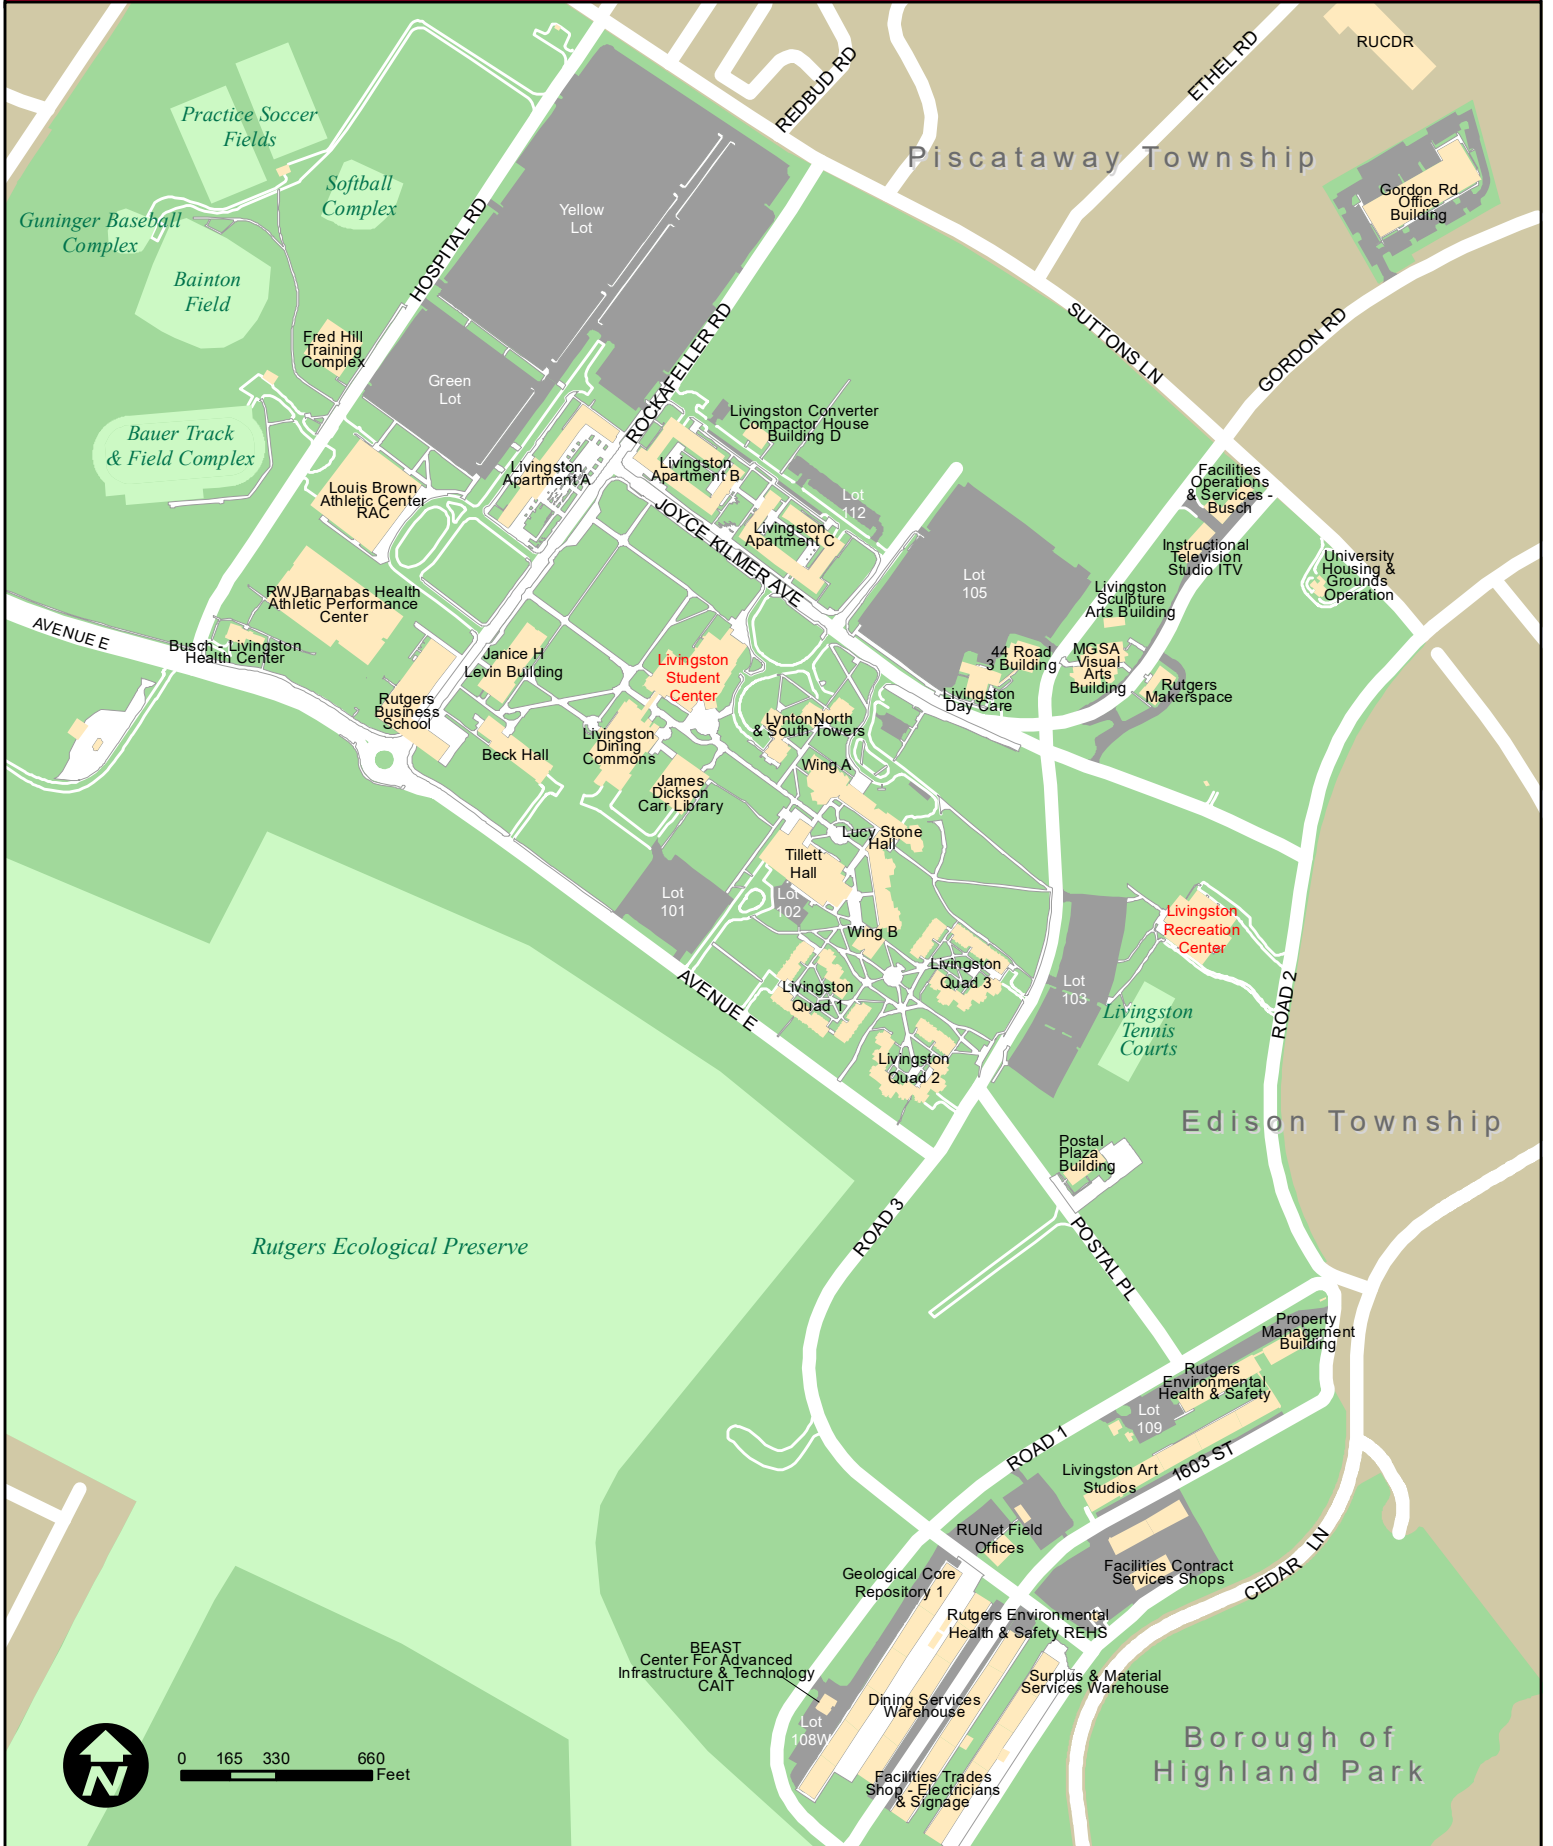 RUCDR
REDBUD RD
ETHEL RD
Practice Soccer
Fields
Piscataway Township
Softball
Complex
Gordon Rd
Office
Building
Guninger Baseball
Complex
Yellow
Lot
HOSPITAL RD
Bainton
Field
SUTTONS LN
GORDON RD
ROCKAFELLER RD
Fred Hill
Training
Complex
Green
Lot
Livingston Converter
Compactor House
Building D
Bauer Track
& Field Complex
Livingston
Apartment A
Livingston
Apartment B
Facilities
Operations
& Services -
Busch
Louis Brown
Athletic Center
RAC
Lot
112
JOYCE KILMER AVE
Livingston
Apartment C
Instructional
Television
Studio ITV
University
Housing &
Grounds
Operation
Lot
105
Livingston
Sculpture
Arts Building
RWJBarnabas Health
Athletic Performance
Center
AVENUE E
Busch - Livingston
Health Center
Janice H
Levin Building
Livingston
Student
Center
44 Road
3 Building
MGSA
Visual
Arts
Building
Rutgers
Makerspace
Livingston
Day Care
Rutgers
Business
School
Lynton North
& South Towers
Livingston
Dining
Commons
Beck Hall
Wing A
James
Dickson
Carr Library
Lucy Stone
Hall
Tillett
Hall
Lot
101
Lot
102
Livingston
Recreation
Center
Wing B
Livingston
Quad 3
Livingston
Quad 1
Lot
103
AVENUE E
ROAD 2
Livingston
Tennis
Courts
Livingston
Quad 2
Edison Township
Postal
Plaza
Building
ROAD 3
Rutgers Ecological Preserve
POSTAL PL
Property
Management
Building
Rutgers
Environmental
Health & Safety
Lot
109
ROAD 1
1603 ST
Livingston Art
Studios
RUNet Field
Offices
CEDAR LN
Geological Core
Repository 1
Facilities Contract
Services Shops
Rutgers Environmental
Health & Safety REHS
BEAST
Center For Advanced
Infrastructure & Technology
CAIT
Surplus & Material
Services Warehouse
Dining Services
Warehouse
Lot
108W
Borough of
Highland Park
N
0 165 330 660
Feet
Facilities Trades
Shop - Electricians
& Signage